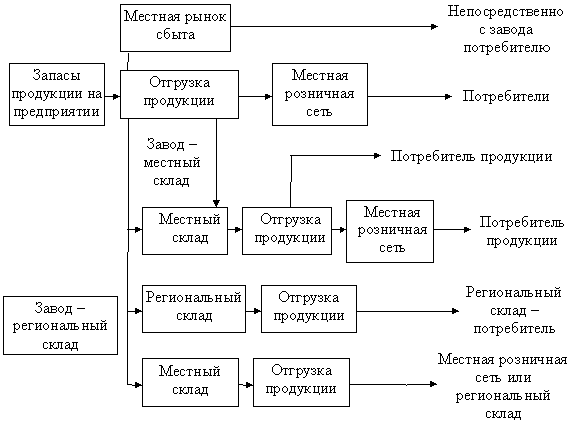 Местная рынок
сбыта
Непосредственно
с завода
потребителю
Запасы
продукции на
предприятии
Отгрузка
продукции
Местная
розничная
сеть
Потребители
Завод –
местный
склад
Потребитель продукции
Местный
склад
Отгрузка
продукции
Местная
розничная
сеть
Потребитель
продукции
Завод –
региональный
склад
Региональный
склад
Отгрузка
продукции
Региональный
склад –
потребитель
Местный
склад
Отгрузка
продукции
Местная розничная
сеть или
региональный
склад